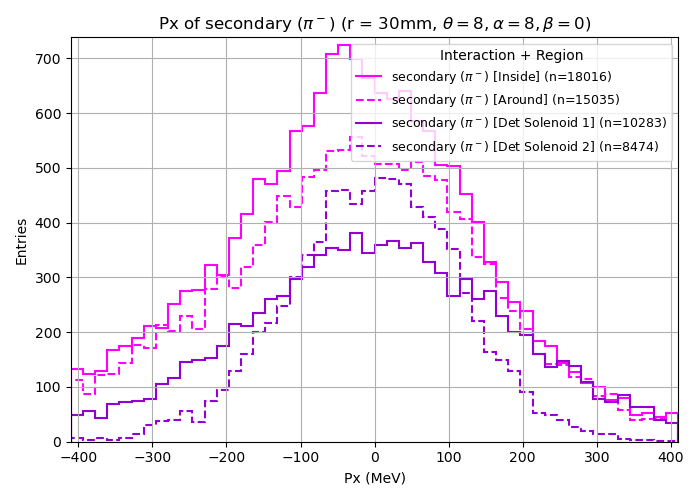 Px of secondary (π⁻) (r = 30mm, θ = 8, α = 8, β = 0)
Interaction + Region
secondary (π⁻) [Inside] (n=18016)
secondary (π⁻) [Around] (n=15035)
secondary (π⁻) [Det Solenoid 1] (n=10283)
secondary (π⁻) [Det Solenoid 2] (n=8474)
Entries
700
600
500
400
300
200
100
0
−400 −300 −200 −100 0 100 200 300 400
Px (MeV)